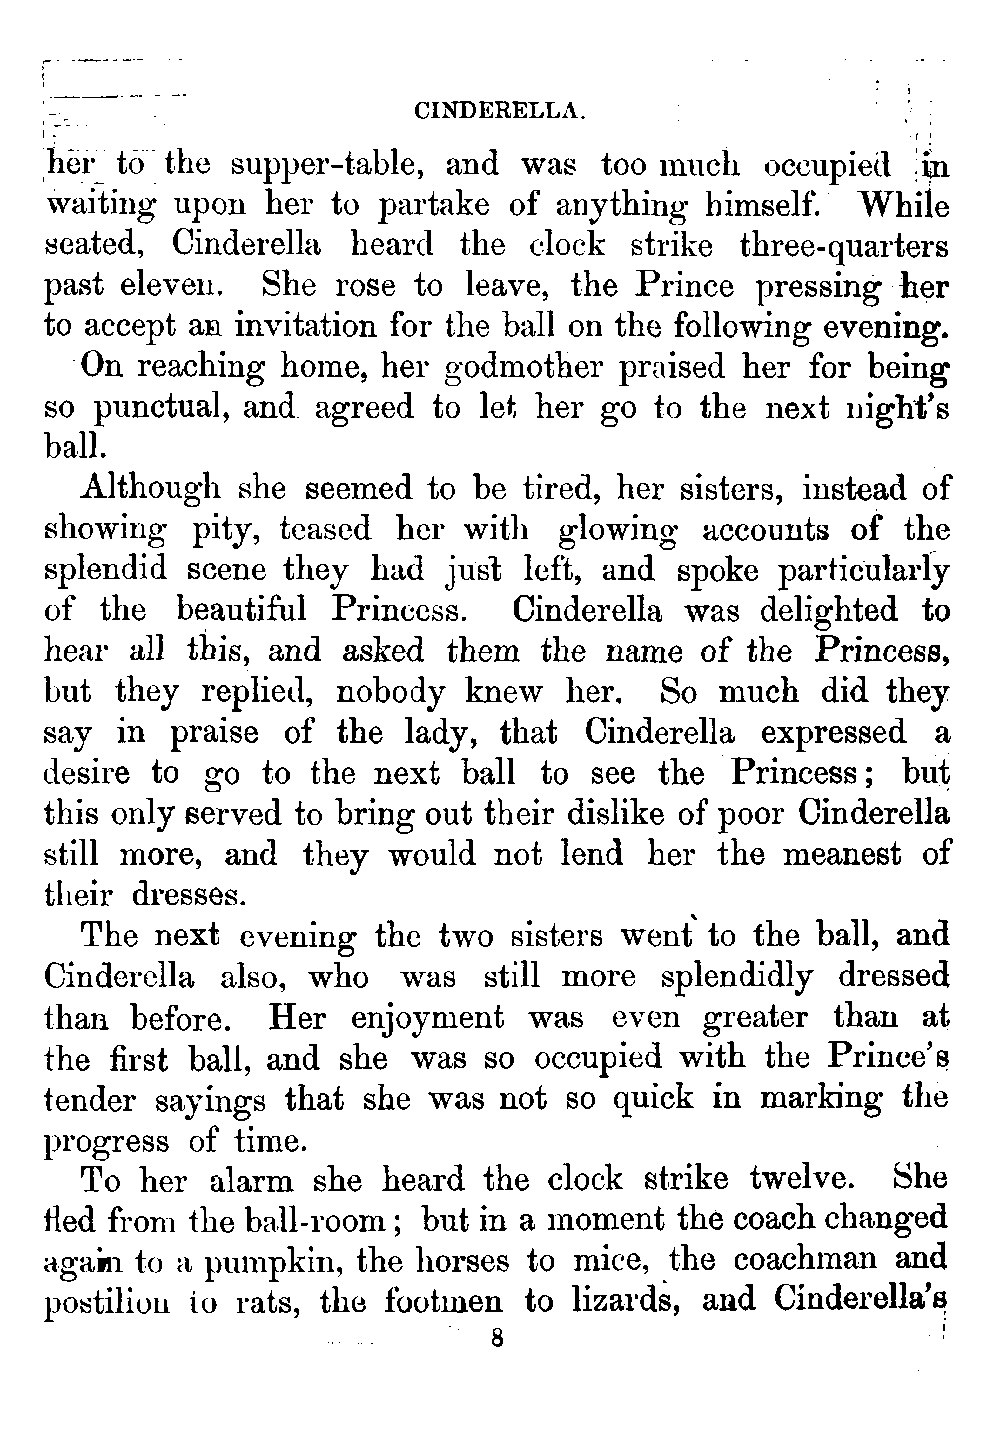 CINDERELLA.
her to the supper-table, and was too much occupied in
waiting upon her to partake of anything himself. While
seated, Cinderella heard the clock strike three-quarters
past eleven. She rose to leave, the Prince pressing her
to accept an invitation for the ball on the following evening.
On reaching home, her godmother praised her for being
so punctual, and agreed to let her go to the next night's
ball.
Although she seemed to be tired, her sisters, instead of
showing pity, teased her with glowing accounts of the
splendid scene they had just left, and spoke particularly
of the beautiful Princess. Cinderella was delighted to
hear all this, and asked them the name of the Princess,
but they replied, nobody knew her. So much did they
say in praise of the lady, that Cinderella expressed a
desire to go to the next ball to see the Princess; but
this only served to bring out their dislike of poor Cinderella
still more, and they would not lend her the meanest of
their dresses.
The next evening the two sisters went to the ball, and
Cinderella also, who was still more splendidly dressed
than before. Her enjoyment was even greater than at
the first ball, and she was so occupied with the Prince's
tender sayings that she was not so quick in marking the
progress of time.
To her alarm she heard the clock strike twelve. She
fled from the ball-room; but in a moment the coach changed
again to a pumpkin, the horses to mice, the coachman and
postilion to rats, the footmen to lizards, and Cinderella's
8